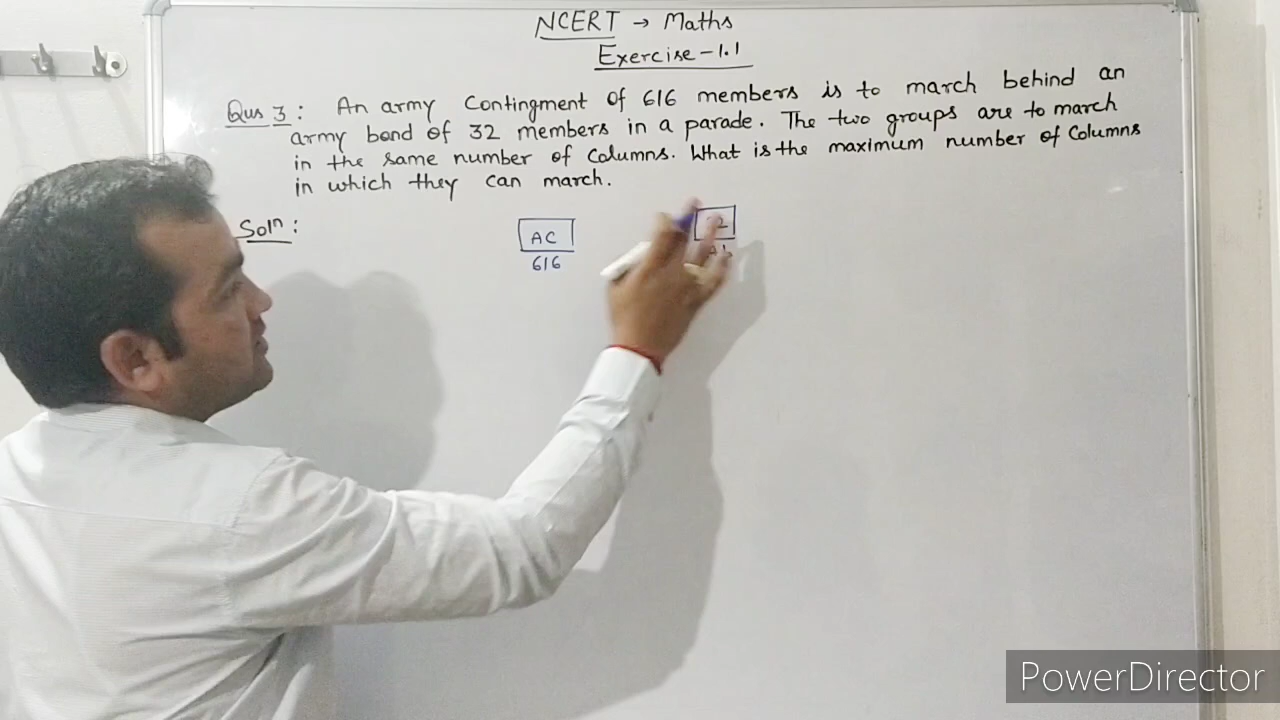 NCERT → Maths
Exercise-1.1
Qus 3: An army Contingment of 616 members is to march behind an
army bond of 32 members in a parade. The two groups are to march
in the same number of Columns. What is the maximum number of Columns
in which they can march.
Solⁿ:
AC
616
PowerDirector